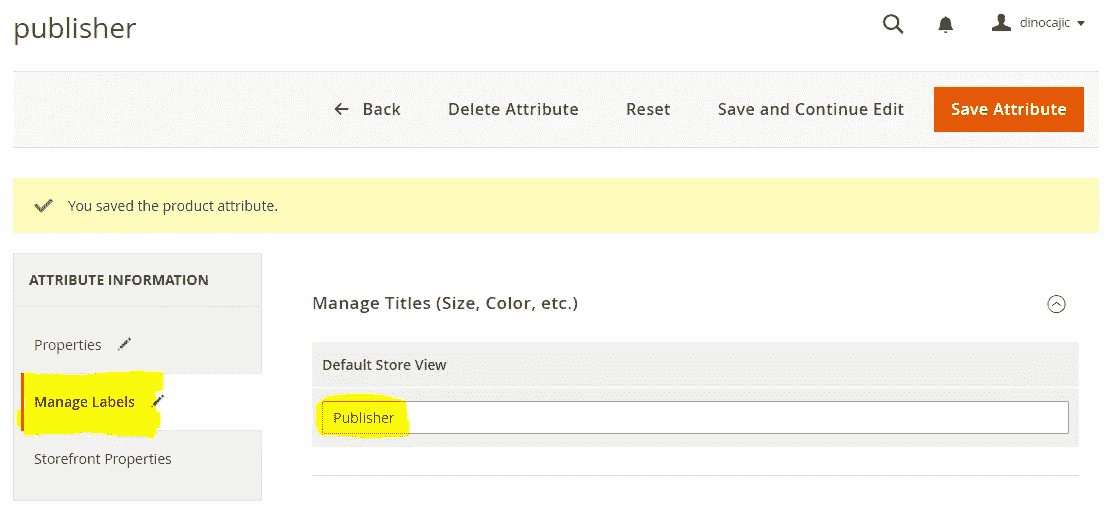 publisher
dinocajic
Back Delete Attribute Reset Save and Continue Edit Save Attribute
You saved the product attribute.
ATTRIBUTE INFORMATION
Properties
Manage Labels
Storefront Properties
Manage Titles (Size, Color, etc.)
Default Store View
Publisher